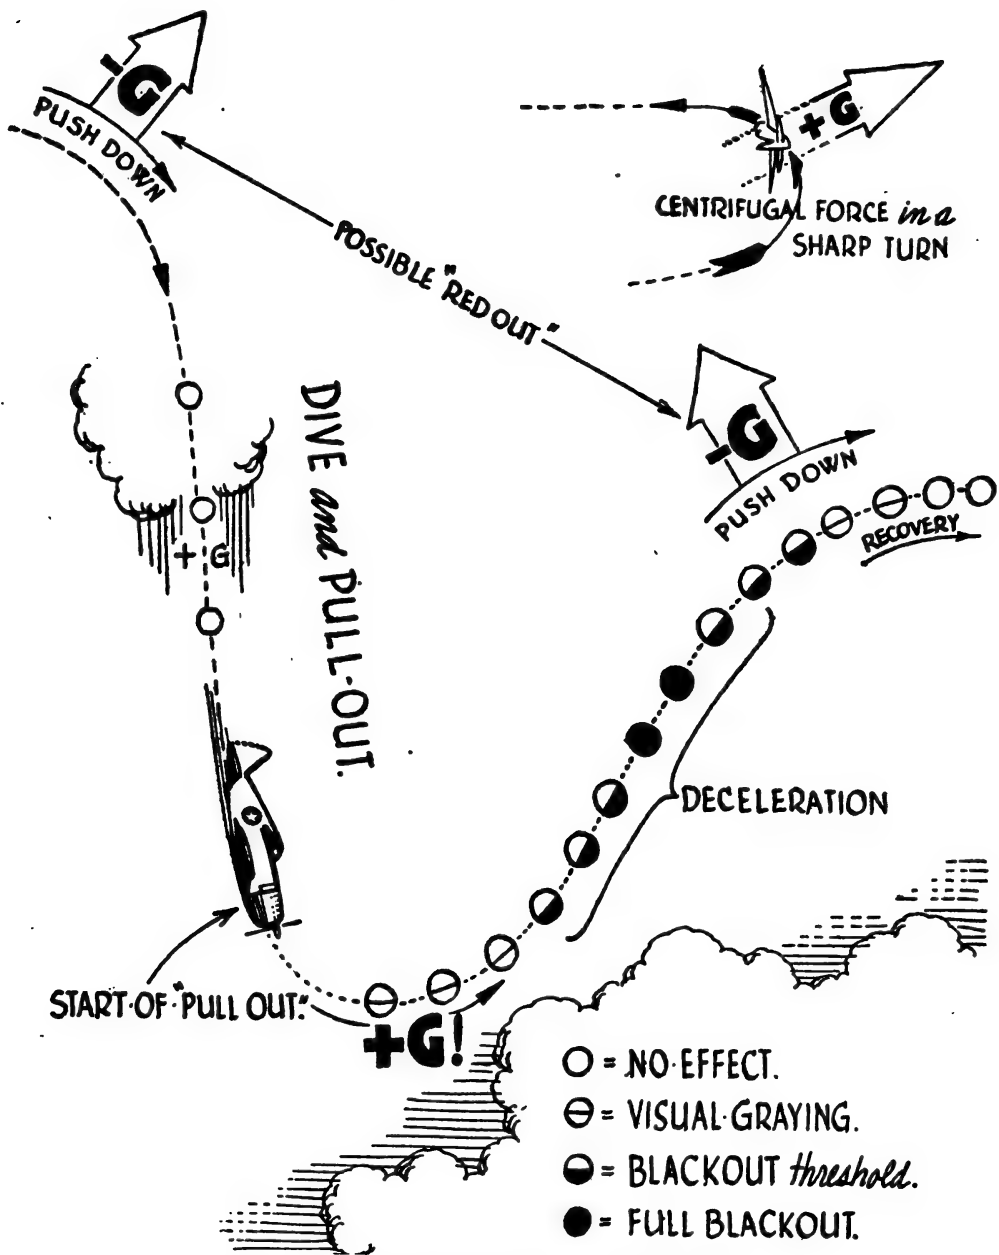 -G
PUSH DOWN
+G
CENTRIFUGAL FORCE in a
SHARP TURN
POSSIBLE "RED OUT"
-G
PUSH DOWN
RECOVERY
DIVE and PULL-OUT.
+ G
DECELERATION
START·OF·"PULL OUT."
+G!
= NO·EFFECT.
= VISUAL·GRAYING.
= BLACKOUT threshold.
= FULL BLACKOUT.